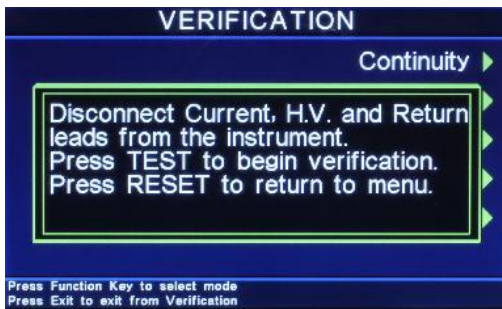 VERIFICATION
Continuity
Disconnect Current, H.V. and Return
leads from the instrument.
Press TEST to begin verification.
Press RESET to return to menu.
Press Function Key to select mode
Press Exit to exit from Verification